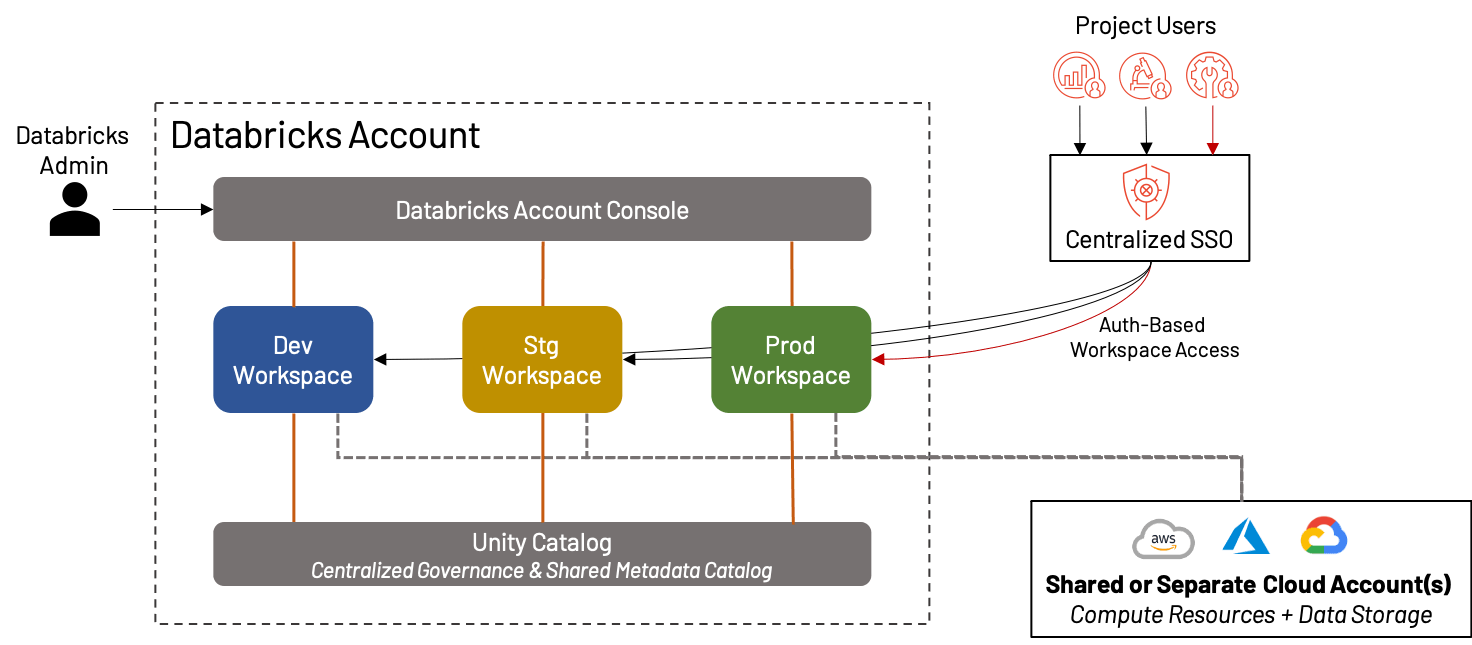 Project Users
Databricks
Admin
Databricks Account
Databricks Account Console
Centralized SSO
Dev
Workspace
Stg
Workspace
Prod
Workspace
Auth-Based
Workspace Access
Unity Catalog
Centralized Governance & Shared Metadata Catalog
aws
Shared or Separate Cloud Account(s)
Compute Resources + Data Storage